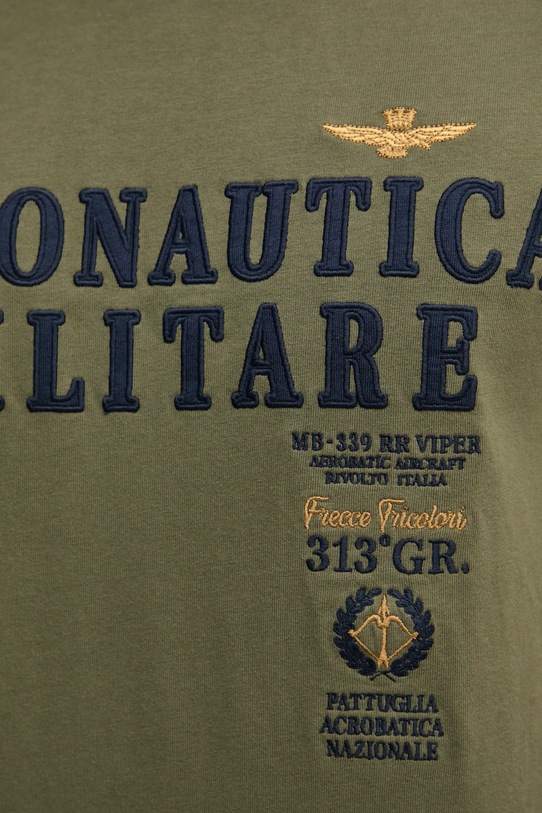 ONAUTICA
ILITARE
MB-339 RR VIPER
AEROBATIC AIRCRAFT
RIVOLTO ITALIA
Frecce Tricolori
313°GR.
PATTUGLIA
ACROBATICA
NAZIONALE